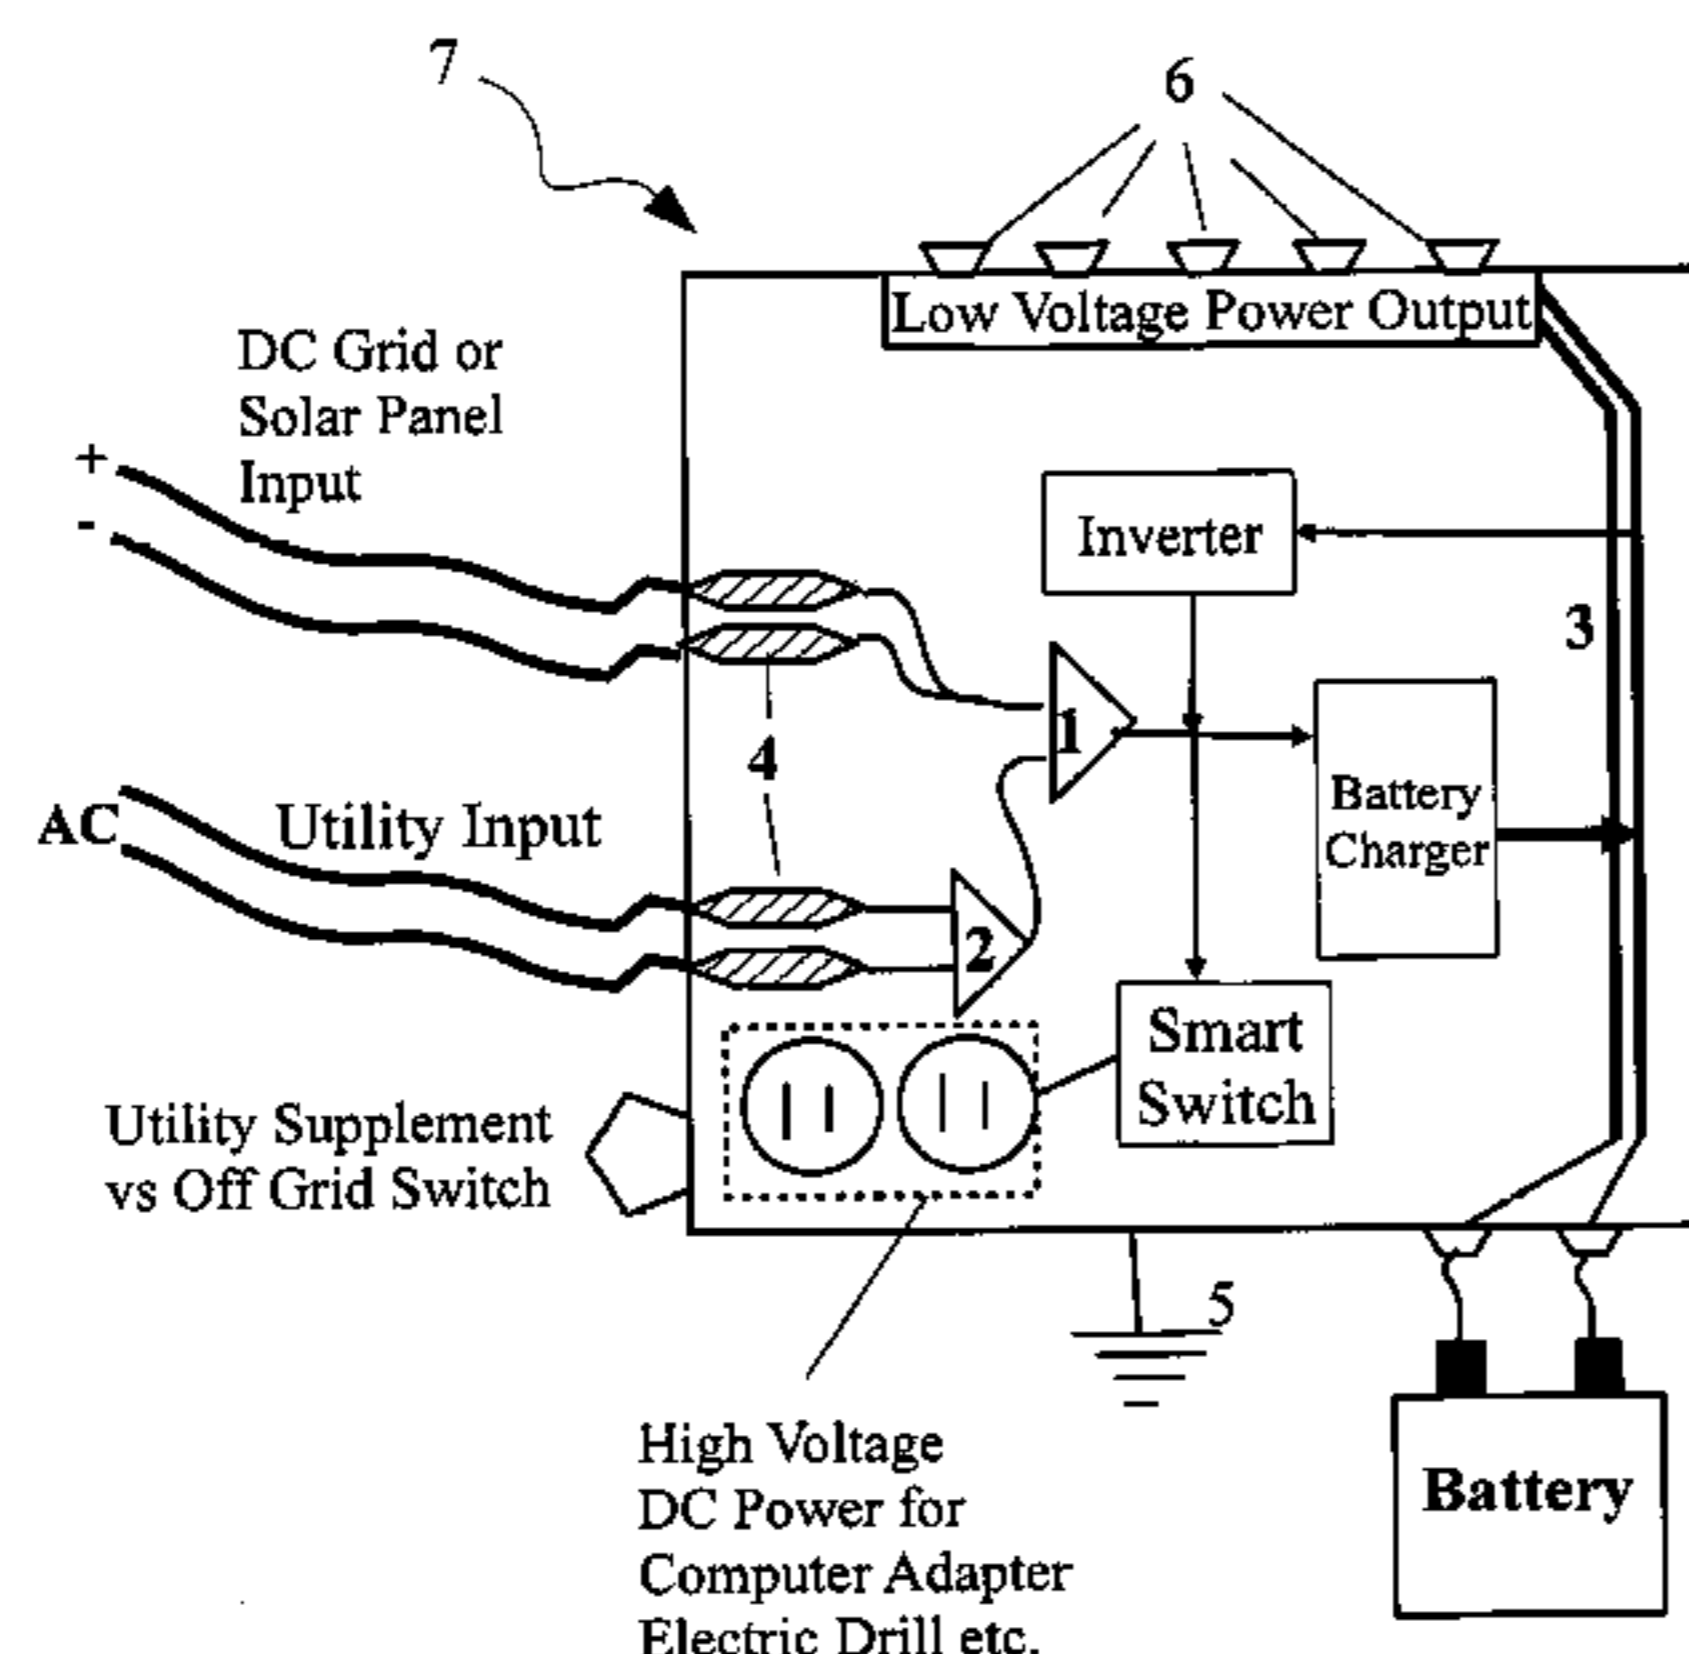 7
6
Low Voltage Power Output
DC Grid or
Solar Panel
Input
+
-
Inverter
3
1
4
Battery
Charger
AC
Utility Input
2
Smart
Switch
Utility Supplement
vs Off Grid Switch
5
High Voltage
DC Power for
Computer Adapter
Electric Drill etc.
Battery